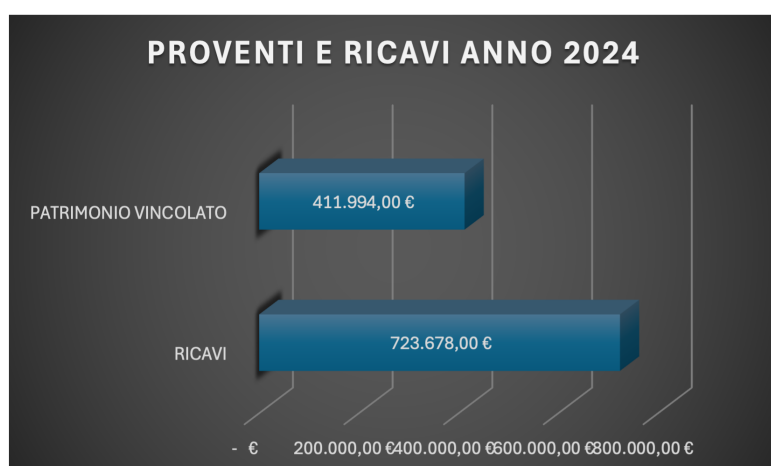 PROVENTI E RICAVI ANNO 2024
PATRIMONIO VINCOLATO
411.994,00 €
RICAVI
723.678,00 €
- € 200.000,00 € 400.000,00 € 600.000,00 € 800.000,00 €